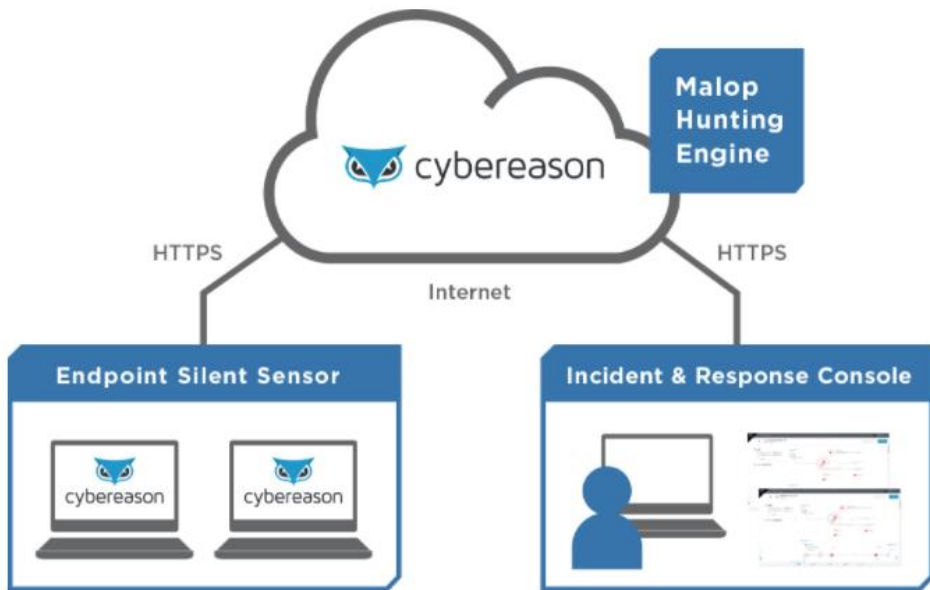 Malop
Hunting
Engine
cybereason
HTTPS
HTTPS
Internet
Endpoint Silent Sensor
Incident & Response Console
cybereason
cybereason